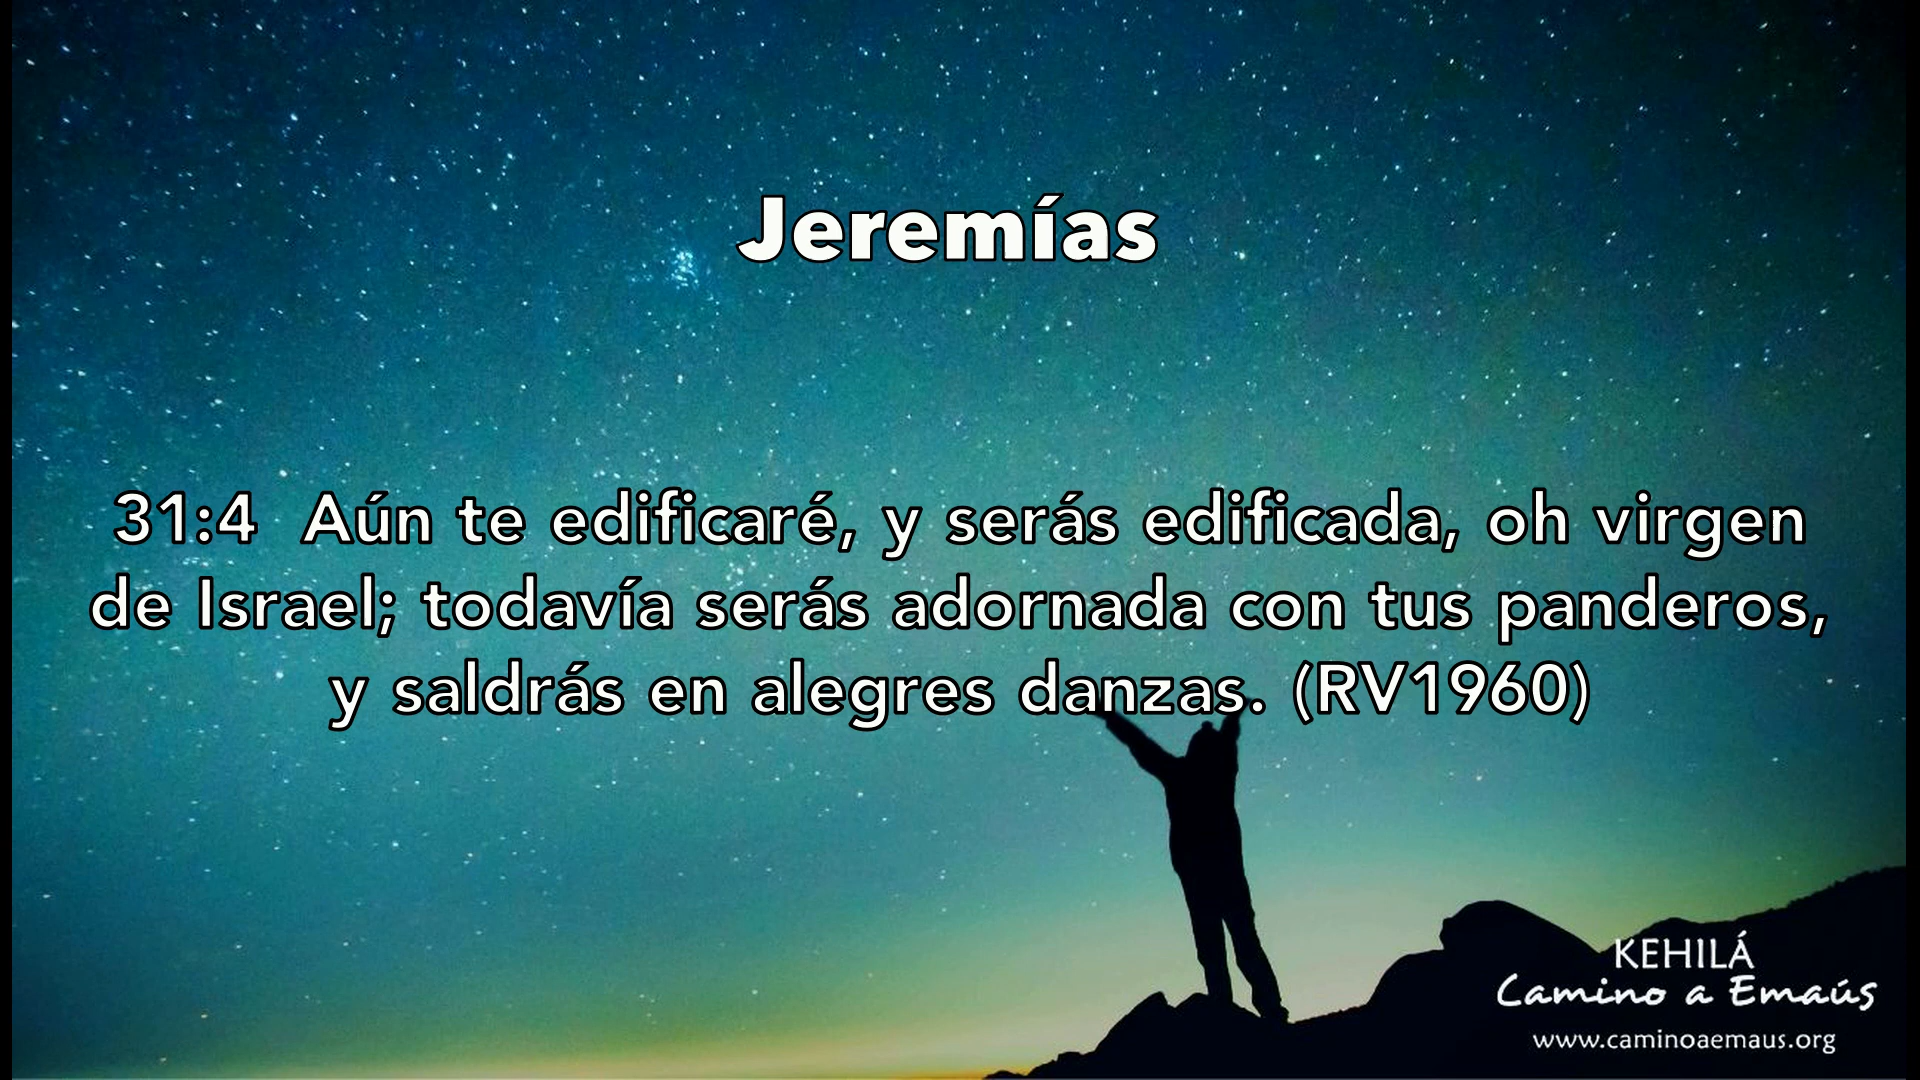 Jeremías
31:4  Aún te edificaré, y serás edificada, oh virgen
de Israel; todavía serás adornada con tus panderos,
y saldrás en alegres danzas. (RV1960)
KEHILÁ
Camino a Emaús
www.caminoaemaus.org